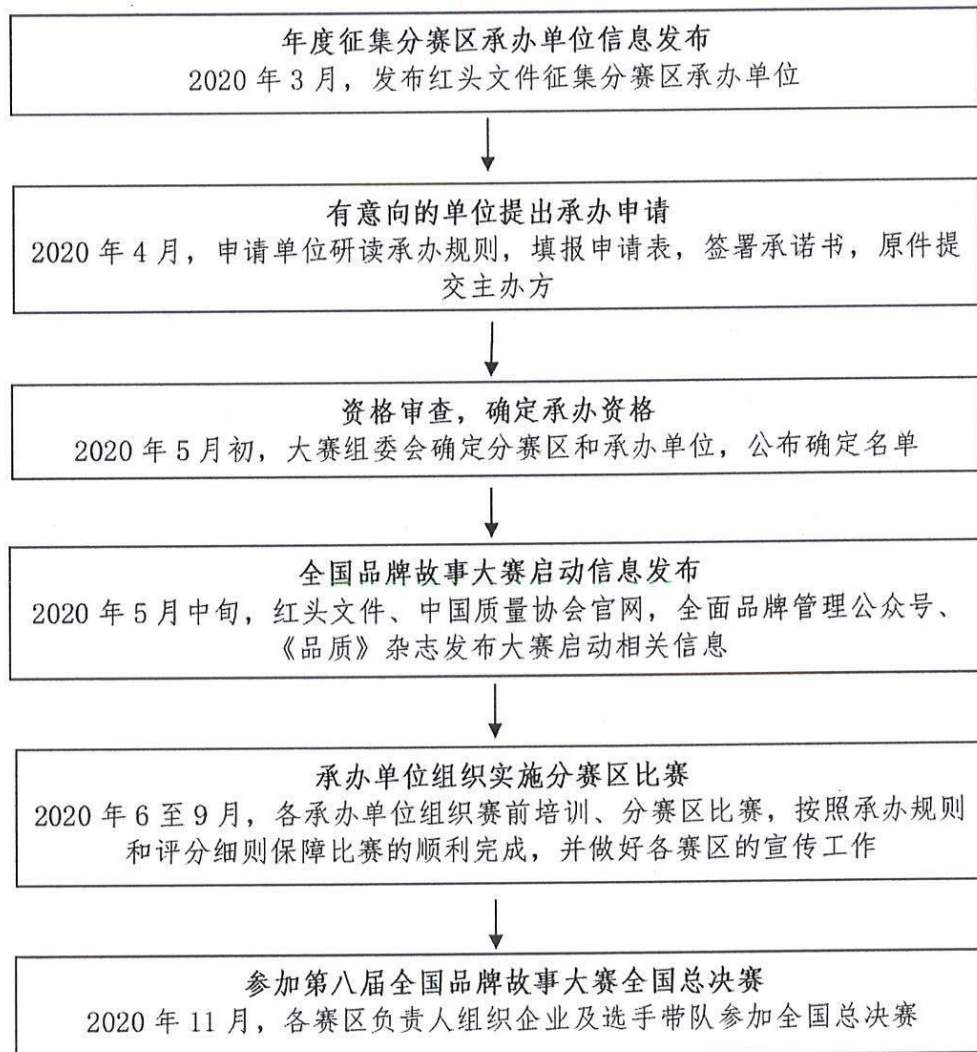 年度征集分赛区承办单位信息发布
2020 年 3 月，发布红头文件征集分赛区承办单位
有意向的单位提出承办申请
2020 年 4 月，申请单位研读承办规则，填报申请表，签署承诺书，原件提
交主办方
资格审查，确定承办资格
2020 年 5 月初，大赛组委会确定分赛区和承办单位，公布确定名单
全国品牌故事大赛启动信息发布
2020 年 5 月中旬，红头文件、中国质量协会官网，全面品牌管理公众号、
《品质》杂志发布大赛启动相关信息
承办单位组织实施分赛区比赛
2020 年 6 至 9 月，各承办单位组织赛前培训、分赛区比赛，按照承办规则
和评分细则保障比赛的顺利完成，并做好各赛区的宣传工作
参加第八届全国品牌故事大赛全国总决赛
2020 年 11 月，各赛区负责人组织企业及选手带队参加全国总决赛